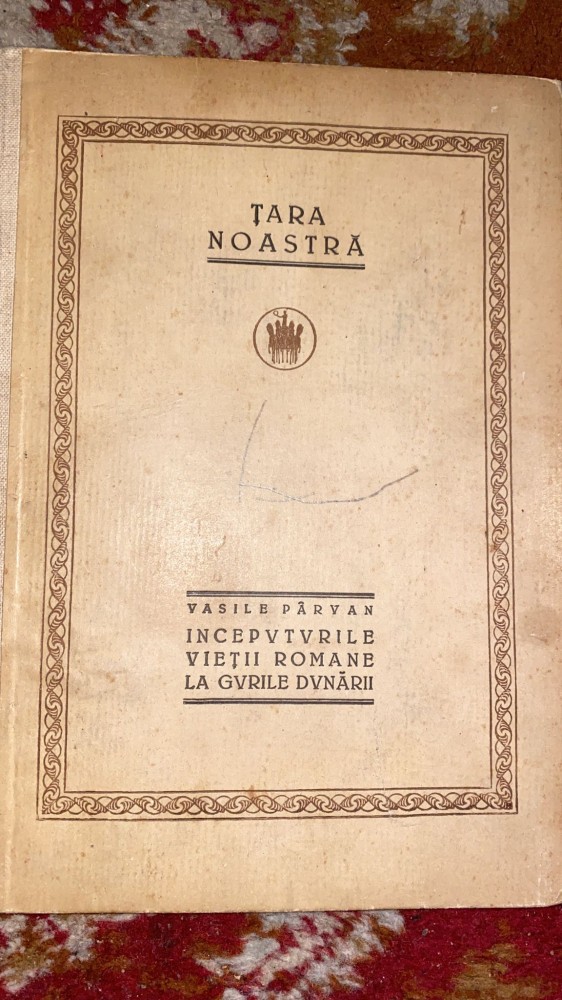 ȚARA
NOASTRĂ
VASILE PÂRVAN
INCEPVTVRILE
VIEȚII ROMANE
LA GVRILE DVNĂRII